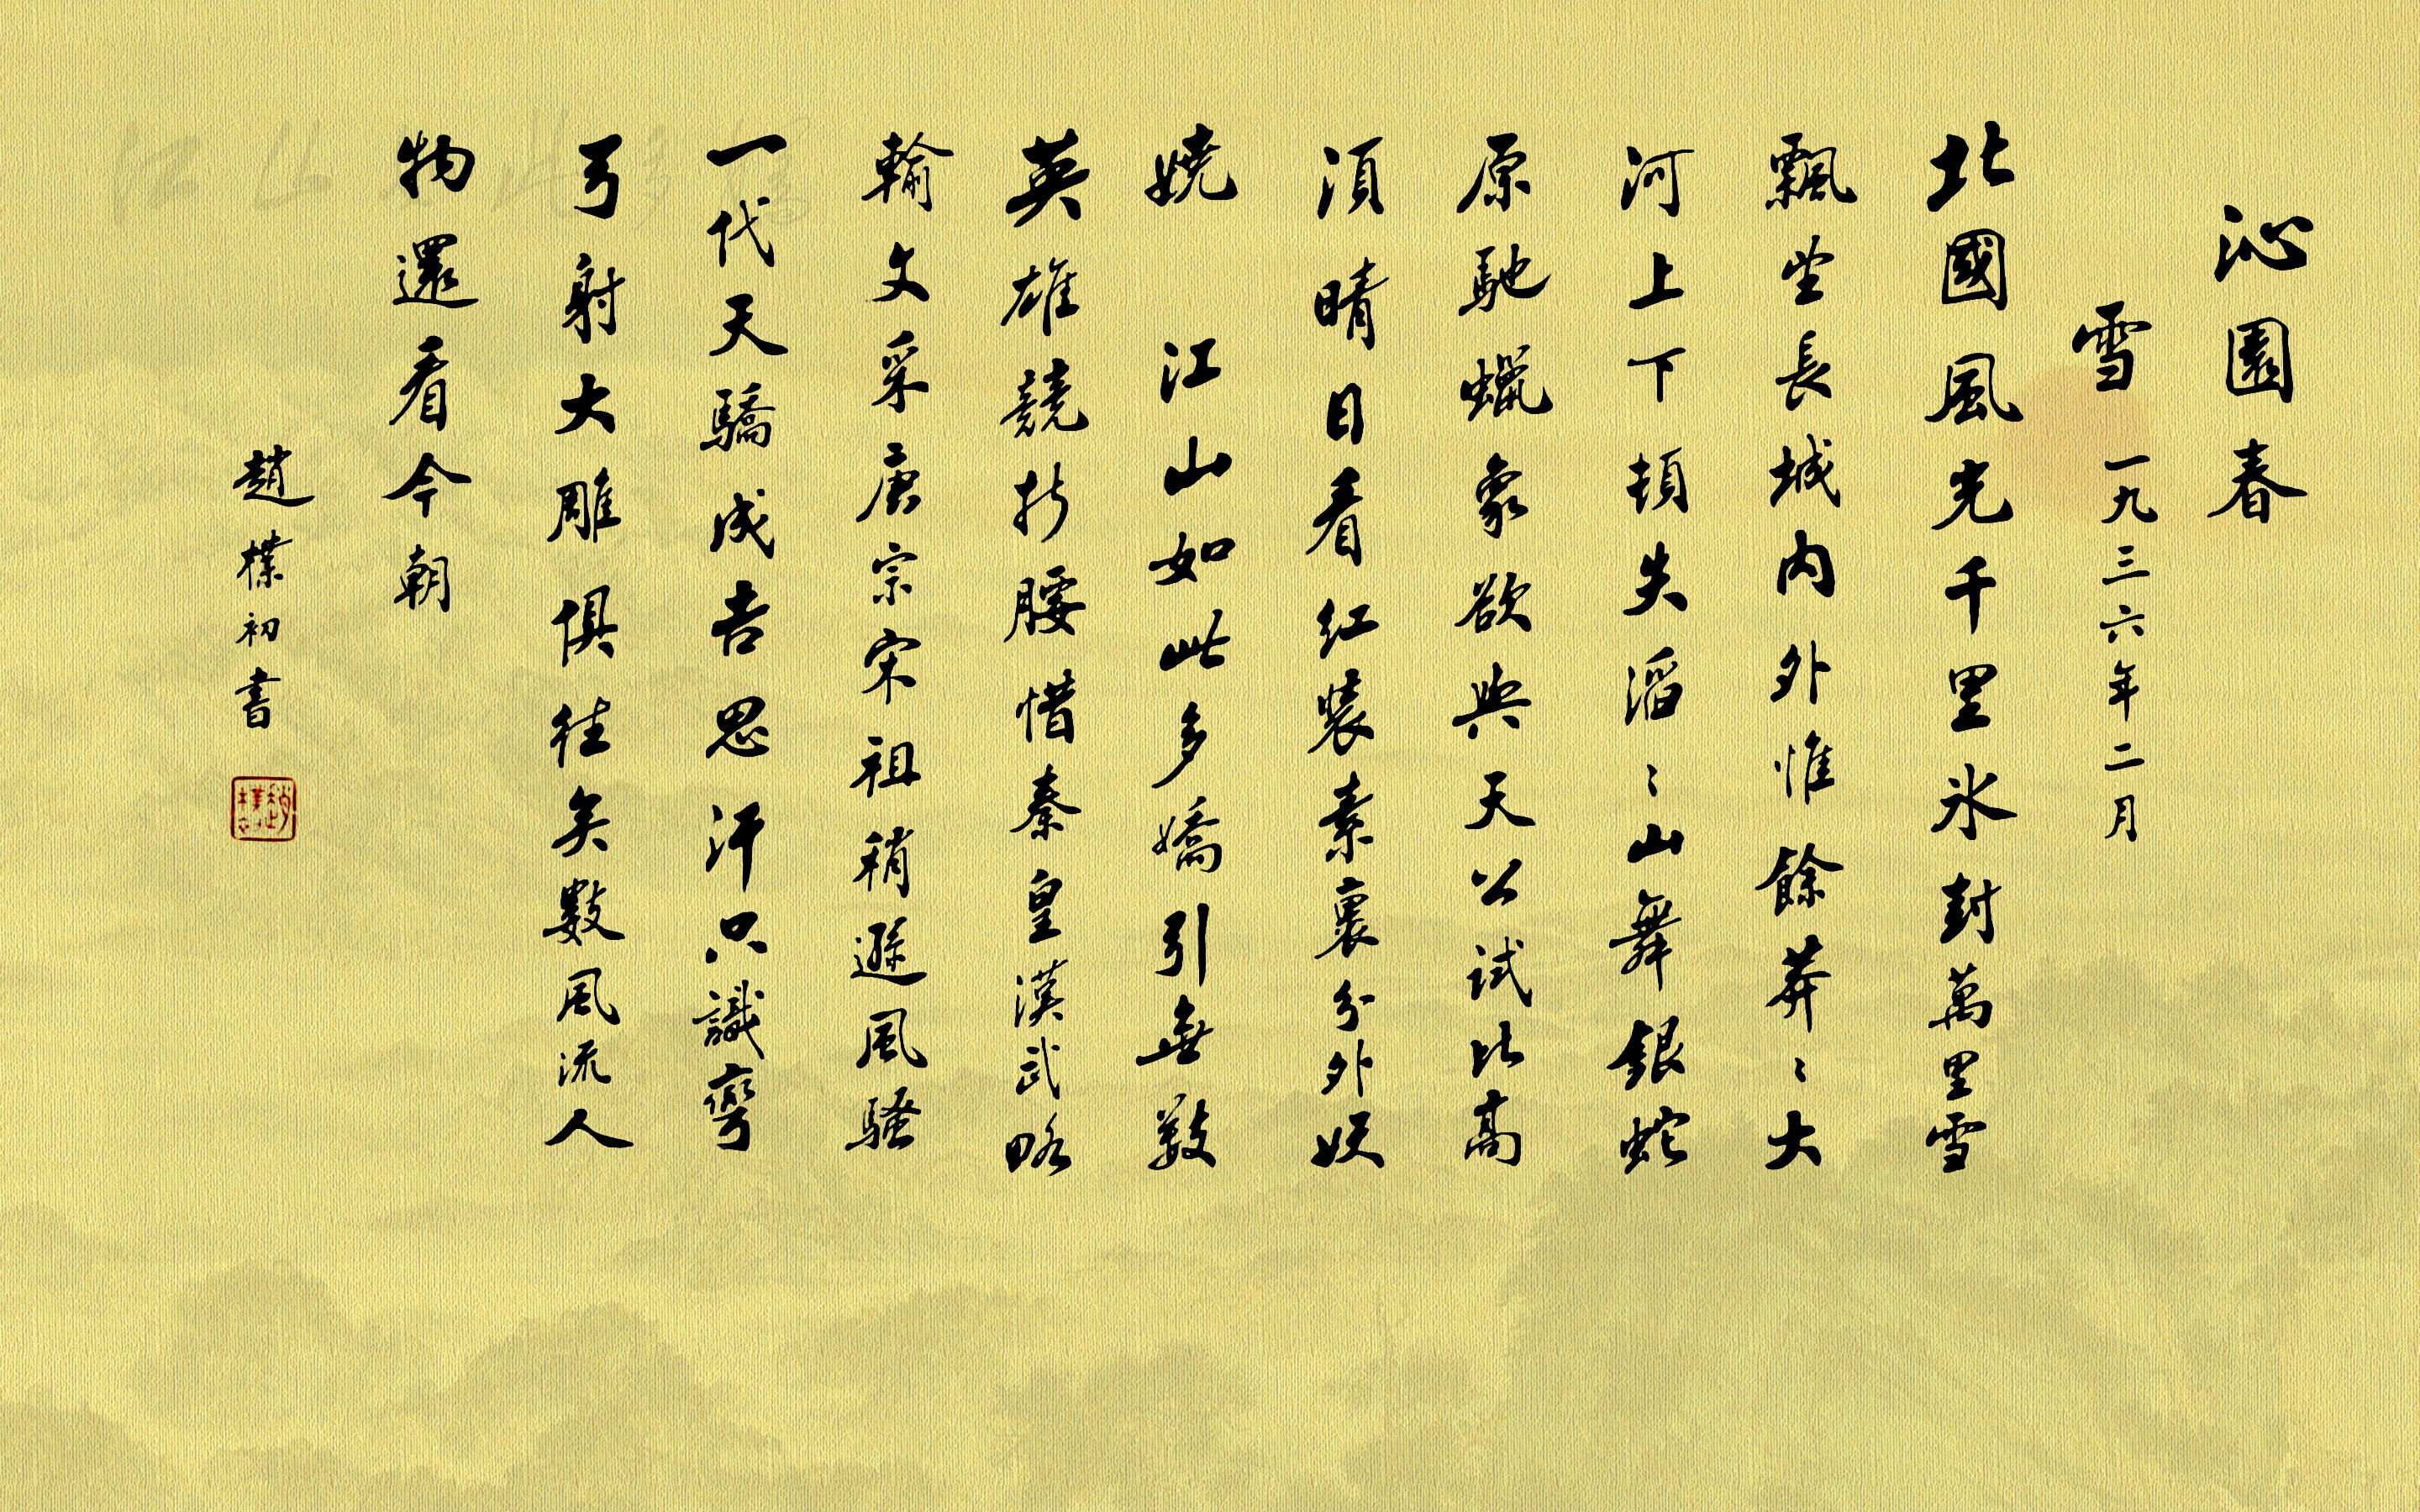 沁園春
雪 一九三六年二月
北國風光千里氷封萬里雪
飄望長城内外惟餘莽〻大
河上下頓失滔〻山舞銀蛇
原馳蠟象欲與天公試比高
須晴日看紅裝素裹分外妖
嬈 江山如此多嬌引無數
英雄競折腰惜秦皇漢武略
輸文采唐宗宋祖稍遜風騷
一代天驕成吉思汗只識彎
弓射大雕俱往矣數風流人
物還看今朝
趙樸初書